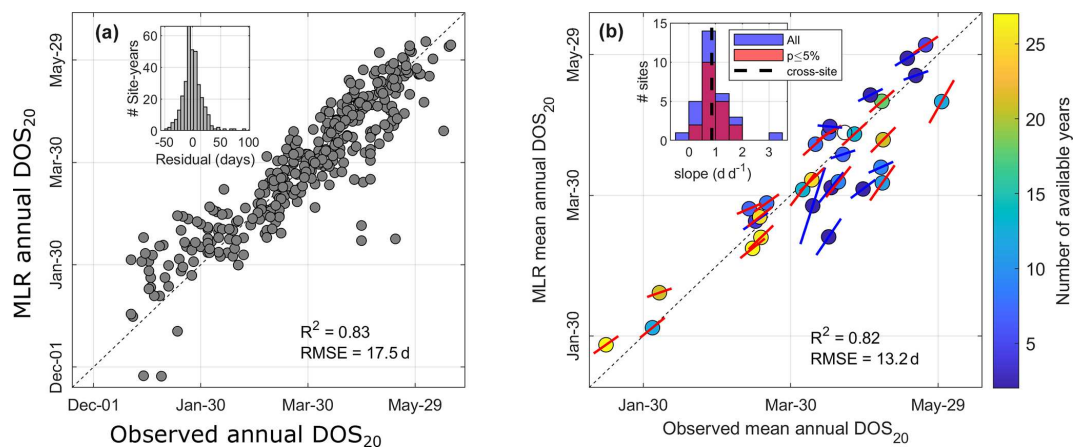 (a)
60
40
20
0
# Site-years
-50 0 50 100
Residual (days)
May-29
Mar-30
Jan-30
Dec-01
MLR annual DOS20
R2 = 0.83
RMSE = 17.5 d
Dec-01 Jan-30 Mar-30 May-29
Observed annual DOS20
(b)
15
10
5
0
# sites
All
p≤5%
cross-site
0 1 2 3
slope (d d-1)
May-29
Mar-30
Jan-30
MLR mean annual DOS20
R2 = 0.82
RMSE = 13.2 d
Jan-30 Mar-30 May-29
Observed mean annual DOS20
25
20
15
10
5
Number of available years